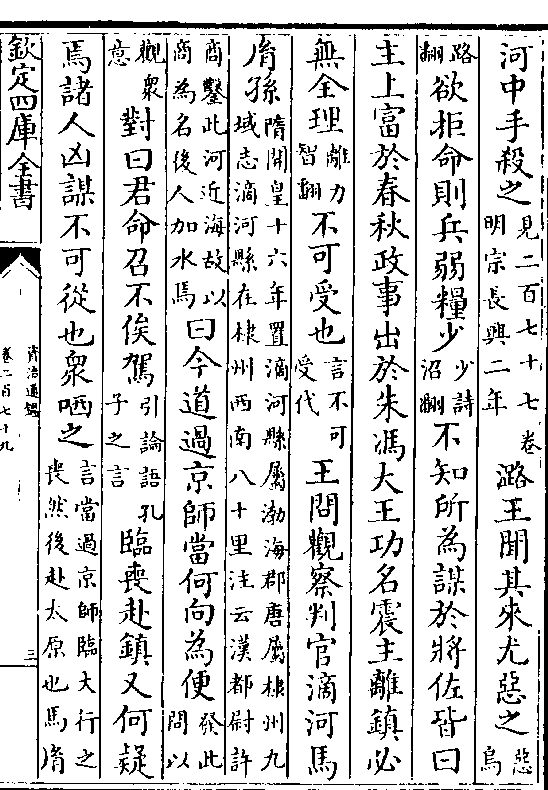 河中手殺之見二百七十七卷明宗長興二年潞王聞其來尤惡之惡烏
路翻欲拒命則兵弱糧少少詩沼翻不知所為謀於將佐皆曰
主上富於春秋政事出於朱馮大王功名震主離鎮必
無全理離力智翻不可受也言不可受代王問觀察判官滴河馬
𦙍孫隋開皇十六年置滴河縣屬渤海郡唐屬棣州九域志滴河縣在棣州西南八十里注云漢都尉許
商鑿此河近海故以商為名後人加水焉曰今道過京師當何向為便發此問以
觀衆意對曰君命召不俟駕引論語孔子之言臨喪赴鎮又何疑
焉諸人凶謀不可從也衆哂之言當過京師臨大行之喪然後赴太原也馬𦙍
欽定四庫全書
資治通鑑
卷二百七十九
三